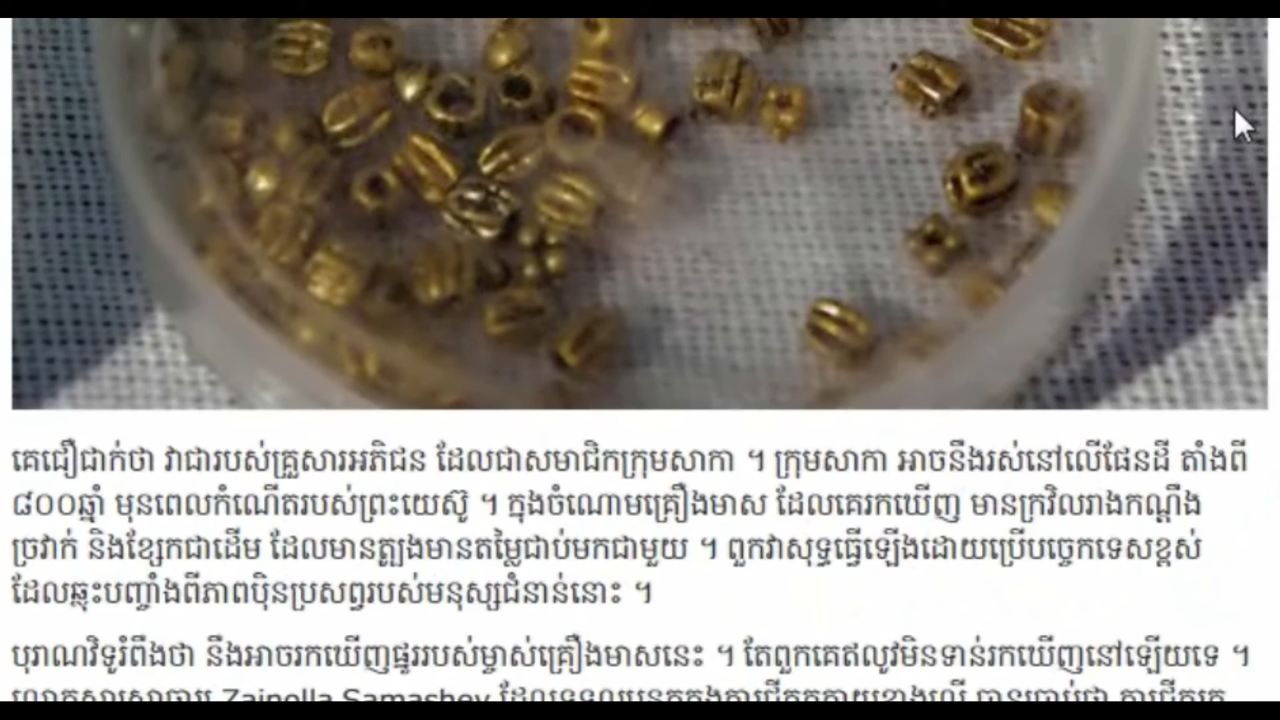 គេជឿជាក់ថា វាជារបស់គ្រួសារអភិជន ដែលជាសមាជិកក្រុមសាកា ។ ក្រុមសាកា អាចនឹងរស់នៅលើផែនដី តាំងពី
៨០០ឆ្នាំ មុនពេលកំណើតរបស់ព្រះយេស៊ូ ។ ក្នុងចំណោមគ្រឿងមាស ដែលគេរកឃើញ មានក្រវិលរាងកណ្ដឹង
ច្រវាក់ និងខ្សែកជាដើម ដែលមានត្បូងមានតម្លៃជាប់មកជាមួយ ។ ពួកវាសុទ្ធធ្វើឡើងដោយប្រើបច្ចេកទេសខ្ពស់
ដែលឆ្លុះបញ្ចាំងពីភាពប៉ិនប្រសព្វរបស់មនុស្សជំនាន់នោះ ។
បុរាណវិទូរំពឹងថា នឹងអាចរកឃើញផ្នូររបស់ម្ចាស់គ្រឿងមាសនេះ ។ តែពួកគេឥលូវមិនទាន់រកឃើញនៅឡើយទេ ។
Zainolla Samashev